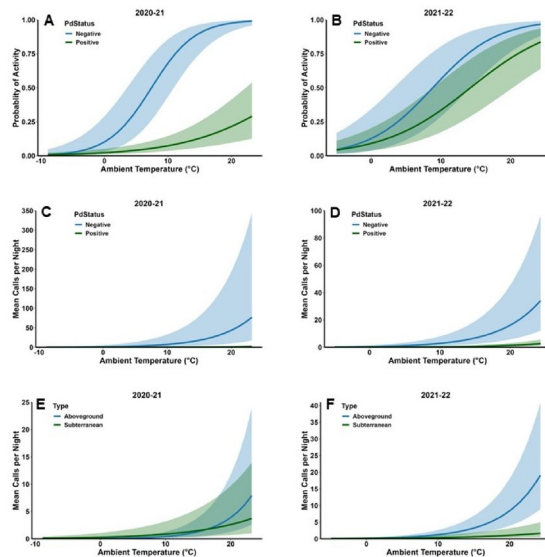 A
2020-21
PdStatus
Negative
Positive
Probablity of Activity
1.00
0.75
0.50
0.25
0.00
0
10
20
Ambient Temperature (°C)
B
2021-22
PdStatus
Negative
Positive
Probablity of Activity
1.00
0.75
0.50
0.25
0.00
0
10
20
Ambient Temperature (°C)
C
2020-21
PdStatus
Negative
Positive
Mean Calls per Night
350
300
250
200
150
100
50
0
-10
0
10
20
Ambient Temperature (°C)
D
2021-22
PdStatus
Negative
Positive
Mean Calls per Night
100
80
60
40
20
0
0
10
20
Ambient Temperature (°C)
E
2020-21
Type
Aboveground
Subterranean
Mean Calls per Night
25
20
15
10
5
0
-10
0
10
20
Ambient Temperature (°C)
F
2021-22
Type
Aboveground
Subterranean
Mean Calls per Night
40
35
30
25
20
15
10
5
0
0
10
20
Ambient Temperature (°C)